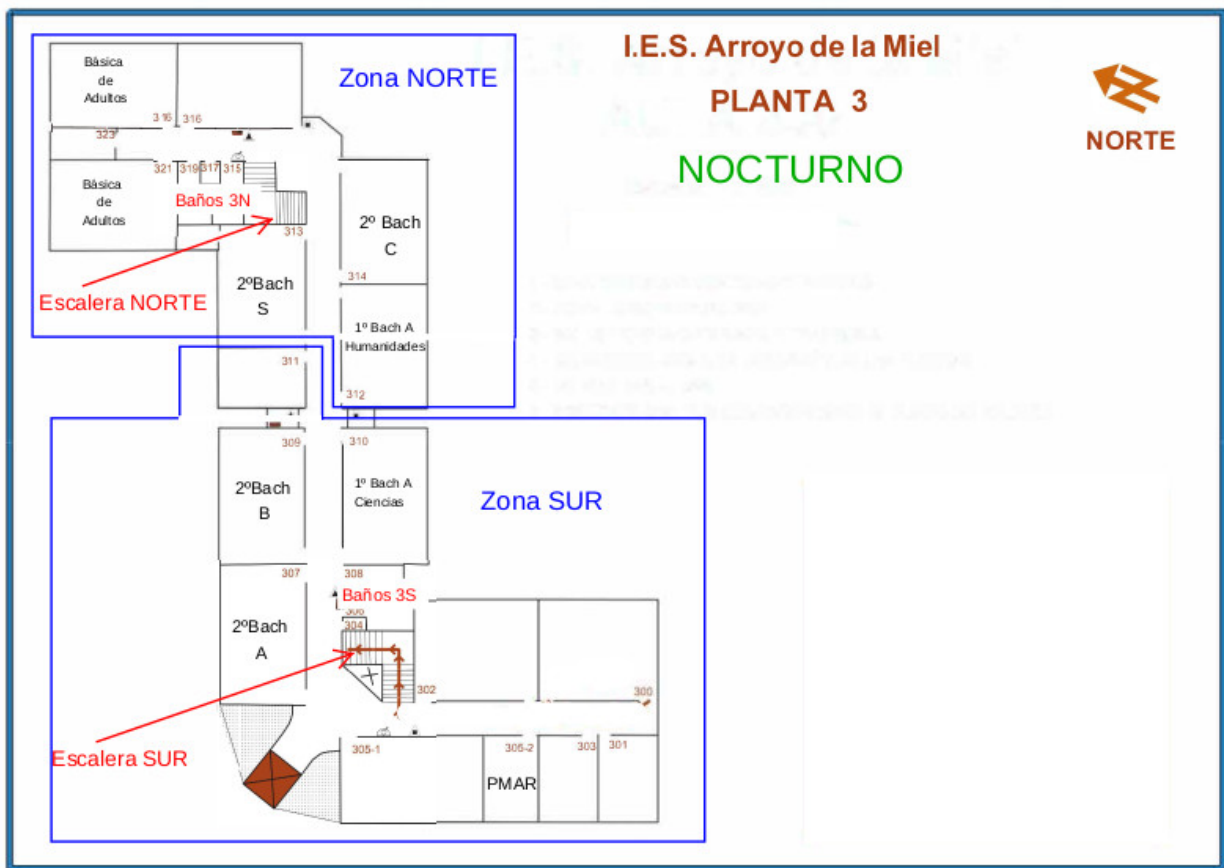 I.E.S. Arroyo de la Miel
PLANTA 3
NOCTURNO
NORTE
Zona NORTE
Bàsica
de
Adultos
316 316
323
321 319 317 315
Bàsica
de
Adultos
Baños 3N
313
2º Bach
C
314
2ºBach
S
Escalera NORTE
1º Bach A
Humanidades
311
312
309
310
2ºBach
B
1º Bach A
Ciencias
Zona SUR
307
308
Baños 3S
306
304
2ºBach
A
302
300
Escalera SUR
305-1
305-2
303
301
PMAR